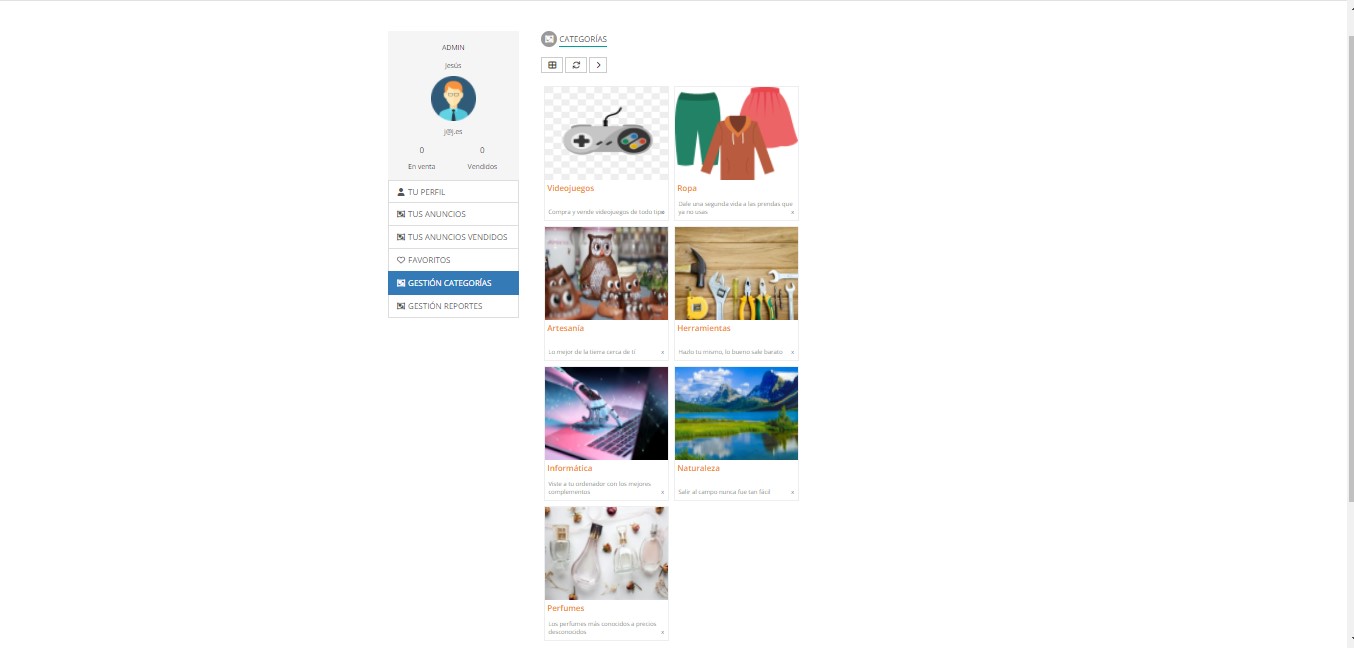 ADMIN
Jesús
j@j.es
0 0
En venta Vendidos
TU PERFIL
TUS ANUNCIOS
TUS ANUNCIOS VENDIDOS
FAVORITOS
GESTIÓN CATEGORÍAS
GESTIÓN REPORTES
CATEGORÍAS
Videojuegos
Compra y vende videojuegos de todo tipo
x
Ropa
Dale una segunda vida a las prendas que
ya no usas
x
Artesanía
Lo mejor de la tierra cerca de tí
x
Herramientas
Hazlo tu mismo, lo bueno sale barato
x
Informática
Viste a tu ordenador con los mejores
complementos
x
Naturaleza
Salir al campo nunca fue tan fácil
x
Perfumes
Los perfumes más conocidos a precios
desconocidos
x